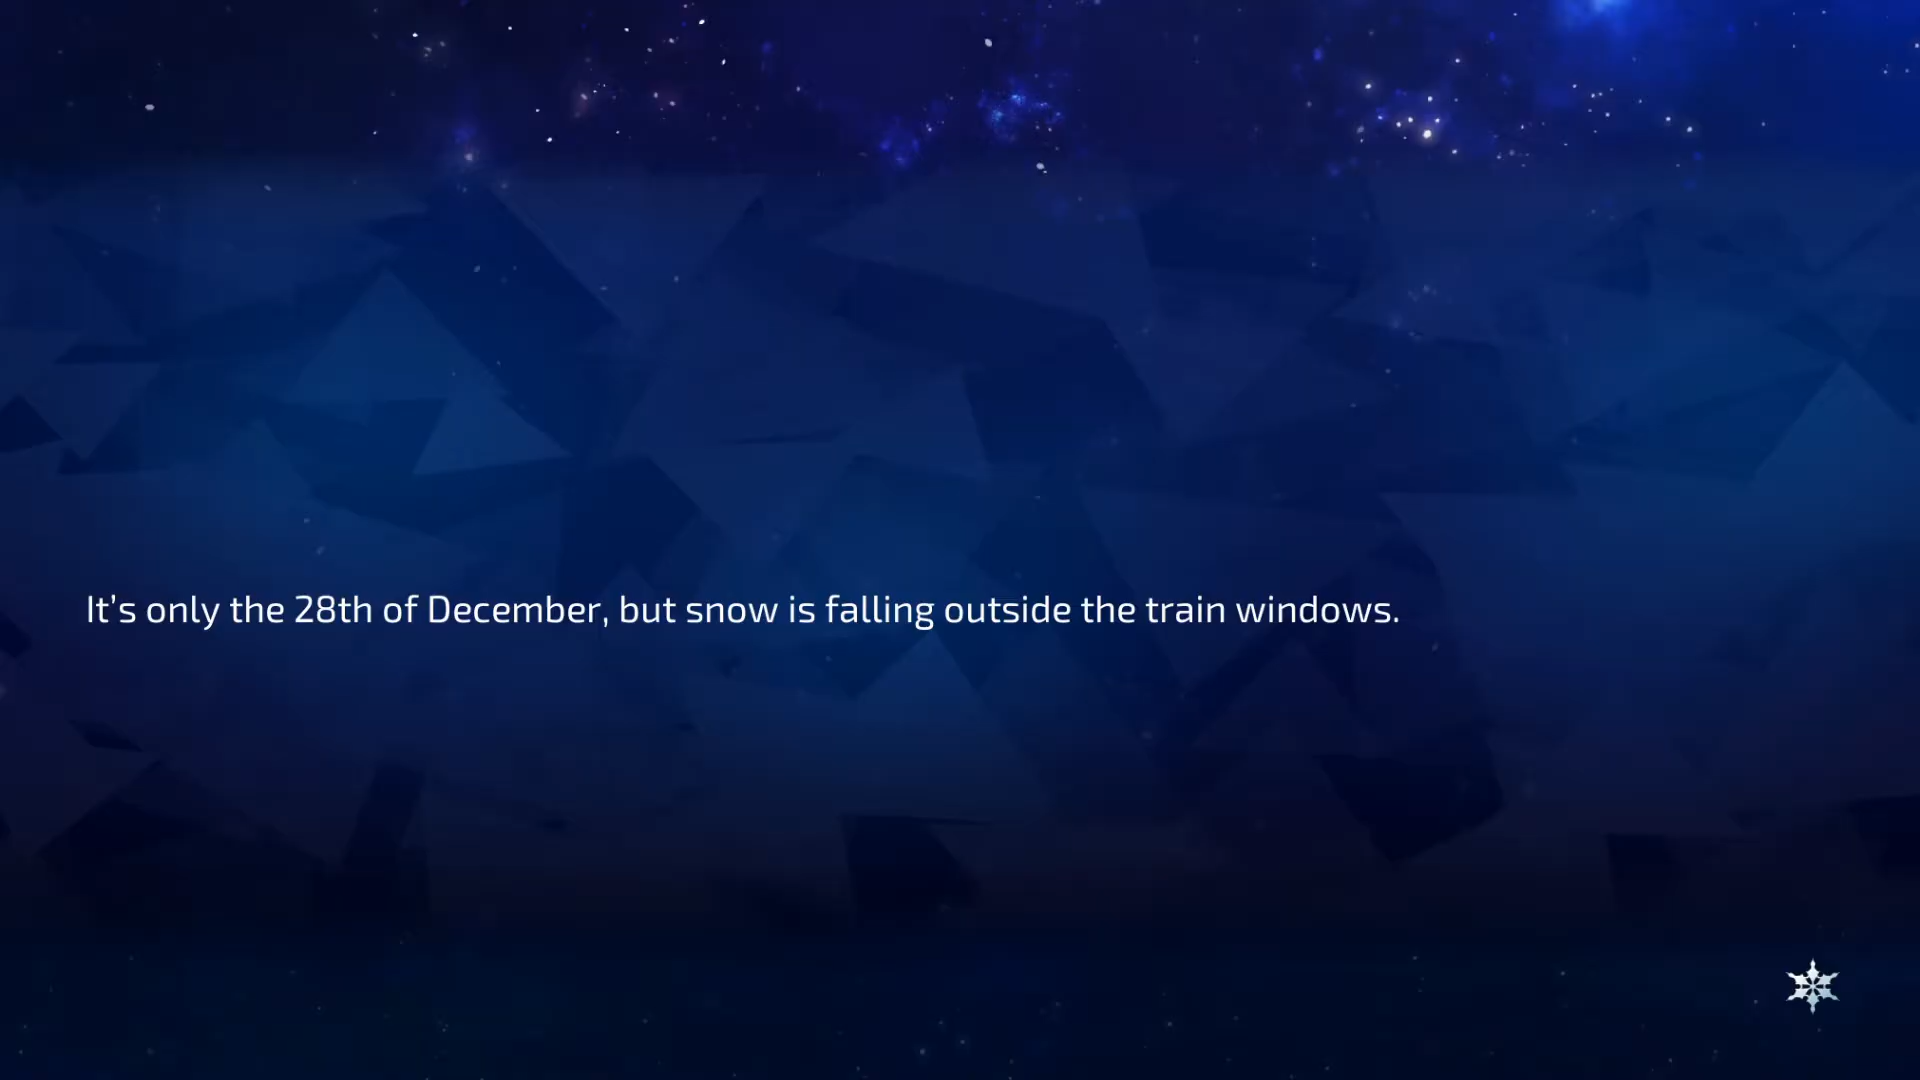 It’s only the 28th of December, but snow is falling outside the train windows.